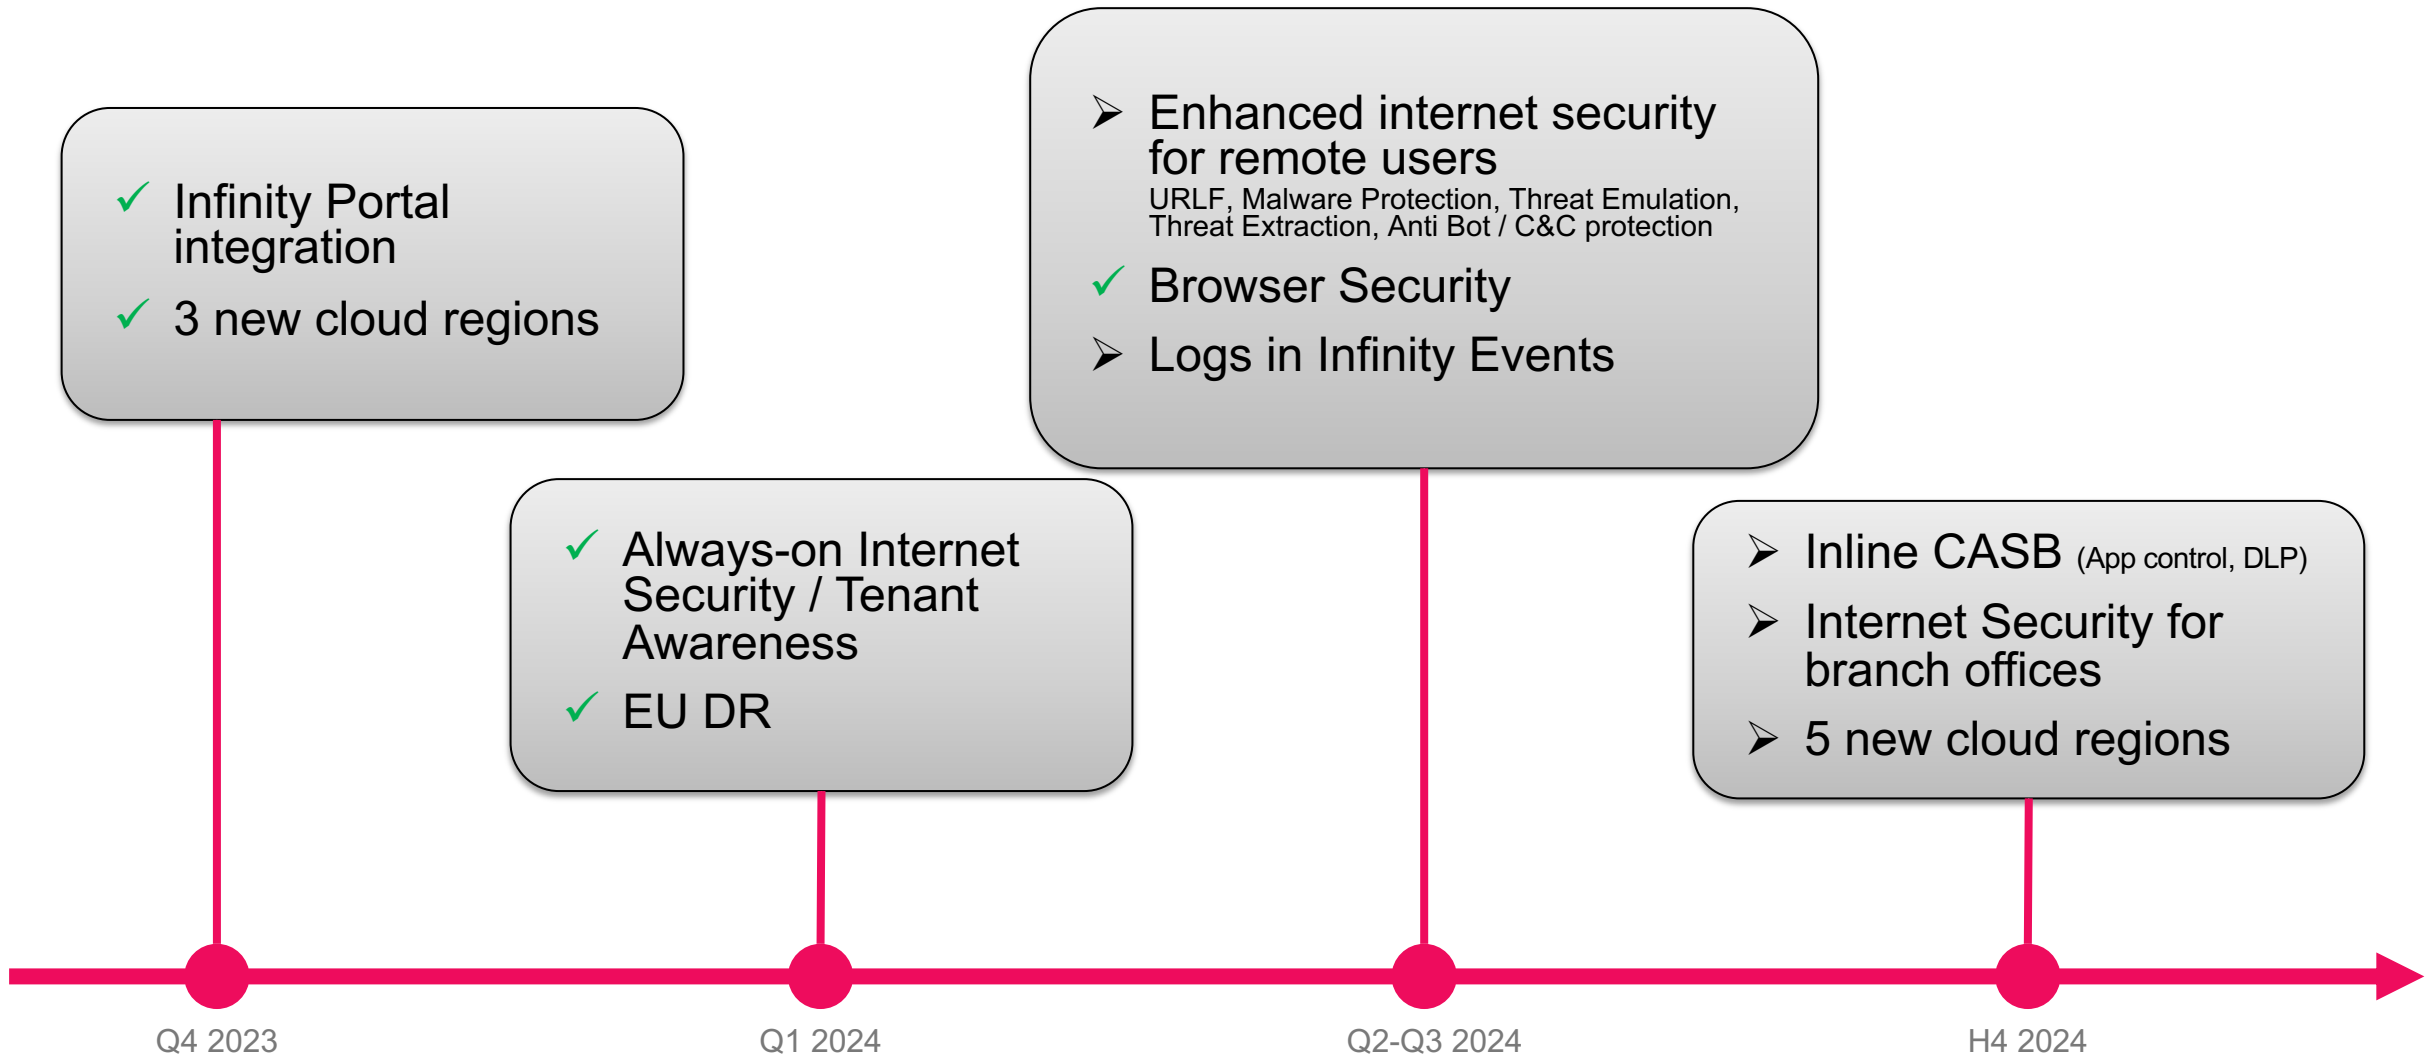 Infinity Portal
integration
3 new cloud regions
Always-on Internet
Security / Tenant
Awareness
EU DR
Enhanced internet security
for remote users
URLF, Malware Protection, Threat Emulation,
Threat Extraction, Anti Bot / C&C protection
Browser Security
Logs in Infinity Events
Inline CASB (App control, DLP)
Internet Security for
branch offices
5 new cloud regions
Q4 2023
Q1 2024
Q2-Q3 2024
H4 2024